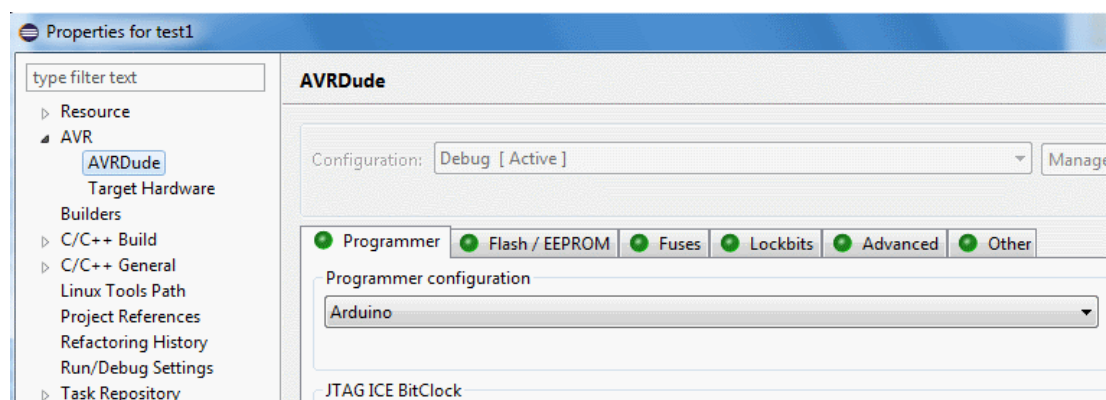 Properties for test1
type filter text
Resource
AVR
AVRDude
Target Hardware
Builders
C/C++ Build
C/C++ General
Linux Tools Path
Project References
Refactoring History
Run/Debug Settings
Task Repository
AVRDude
Configuration: Debug [ Active ] Manage
Programmer Flash / EEPROM Fuses Lockbits Advanced Other
Programmer configuration
Arduino
JTAG ICE BitClock